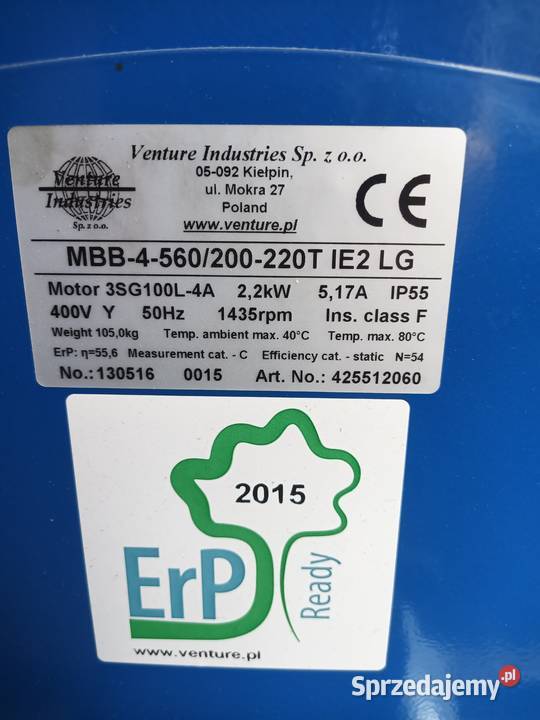 Venture
Industries
Sp. z o.o.
Venture Industries Sp. z o.o.
05-092 Kiełpin,
ul. Mokra 27
Poland
www.venture.pl
CE
MBB-4-560/200-220T IE2 LG
Motor 3SG100L-4A 2,2kW 5,17A IP55
400V Y 50Hz 1435rpm Ins. class F
Weight 105,0kg Temp. ambient max. 40°C Temp. max. 80°C
ErP: η=55,6 Measurement cat. - C Efficiency cat. - static N=54
No.:130516 0015 Art. No.: 425512060
2015
ErP
Ready
www.venture.pl
Sprzedajemy.pl